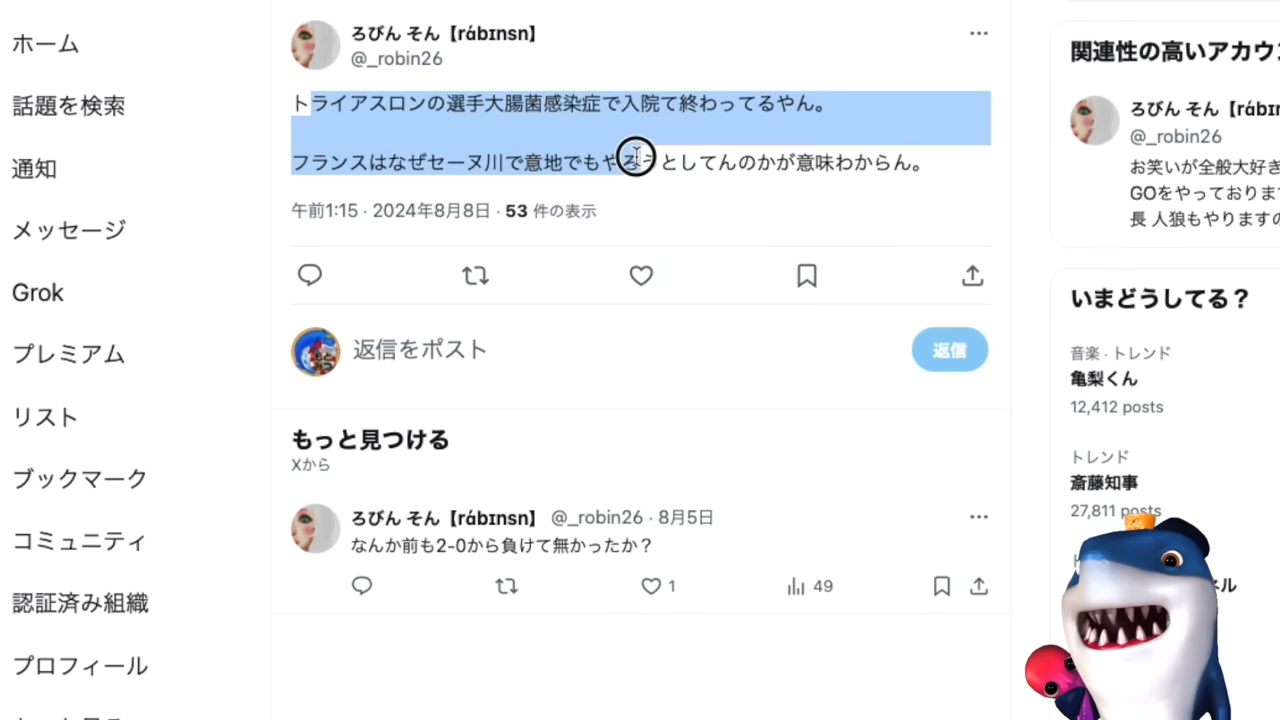 ホーム
話題を検索
通知
メッセージ
Grok
プレミアム
リスト
ブックマーク
コミュニティ
認証済み組織
プロフィール
ろびん そん【rάbɪnsn】
@_robin26
トライアスロンの選手大腸菌感染症で入院て終わってるやん。
フランスはなぜセーヌ川で意地でもやろうとしてんのかが意味わからん。
午前1:15 · 2024年8月8日 · 53 件の表示
返信をポスト
返信
もっと見つける
Xから
ろびん そん【rάbɪnsn】 @_robin26 · 8月5日
なんか前も2-0から負けて無かったか？
1
49
関連性の高いアカウン
ろびん そん【rάbɪ
@_robin26
お笑いが全般大好き
GOをやっておりま
長 人狼もやりますの
いまどうしてる？
音楽 · トレンド
亀梨くん
12,412 posts
トレンド
斎藤知事
27,811 posts